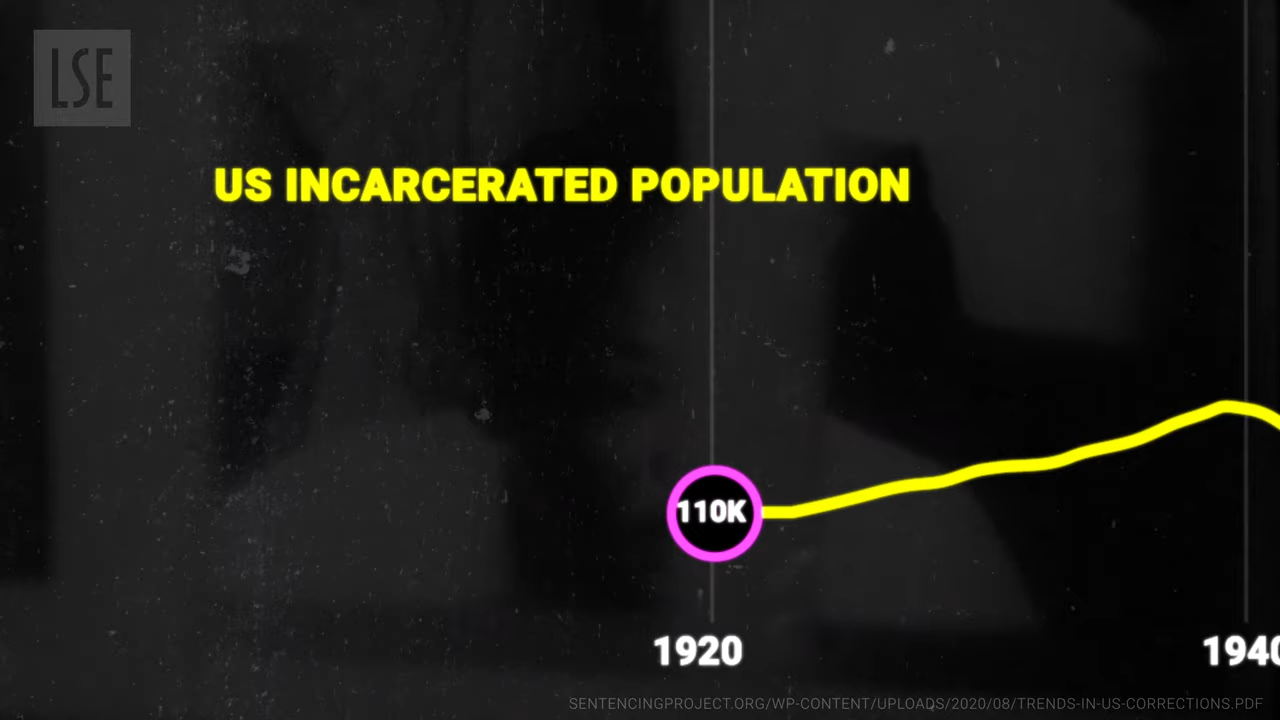 LSE
US INCARCERATED POPULATION
110K
1920
1940
SENTENCINGPROJECT.ORG/WP-CONTENT/UPLOADS/2020/08/TRENDS-IN-US-CORRECTIONS.PDF